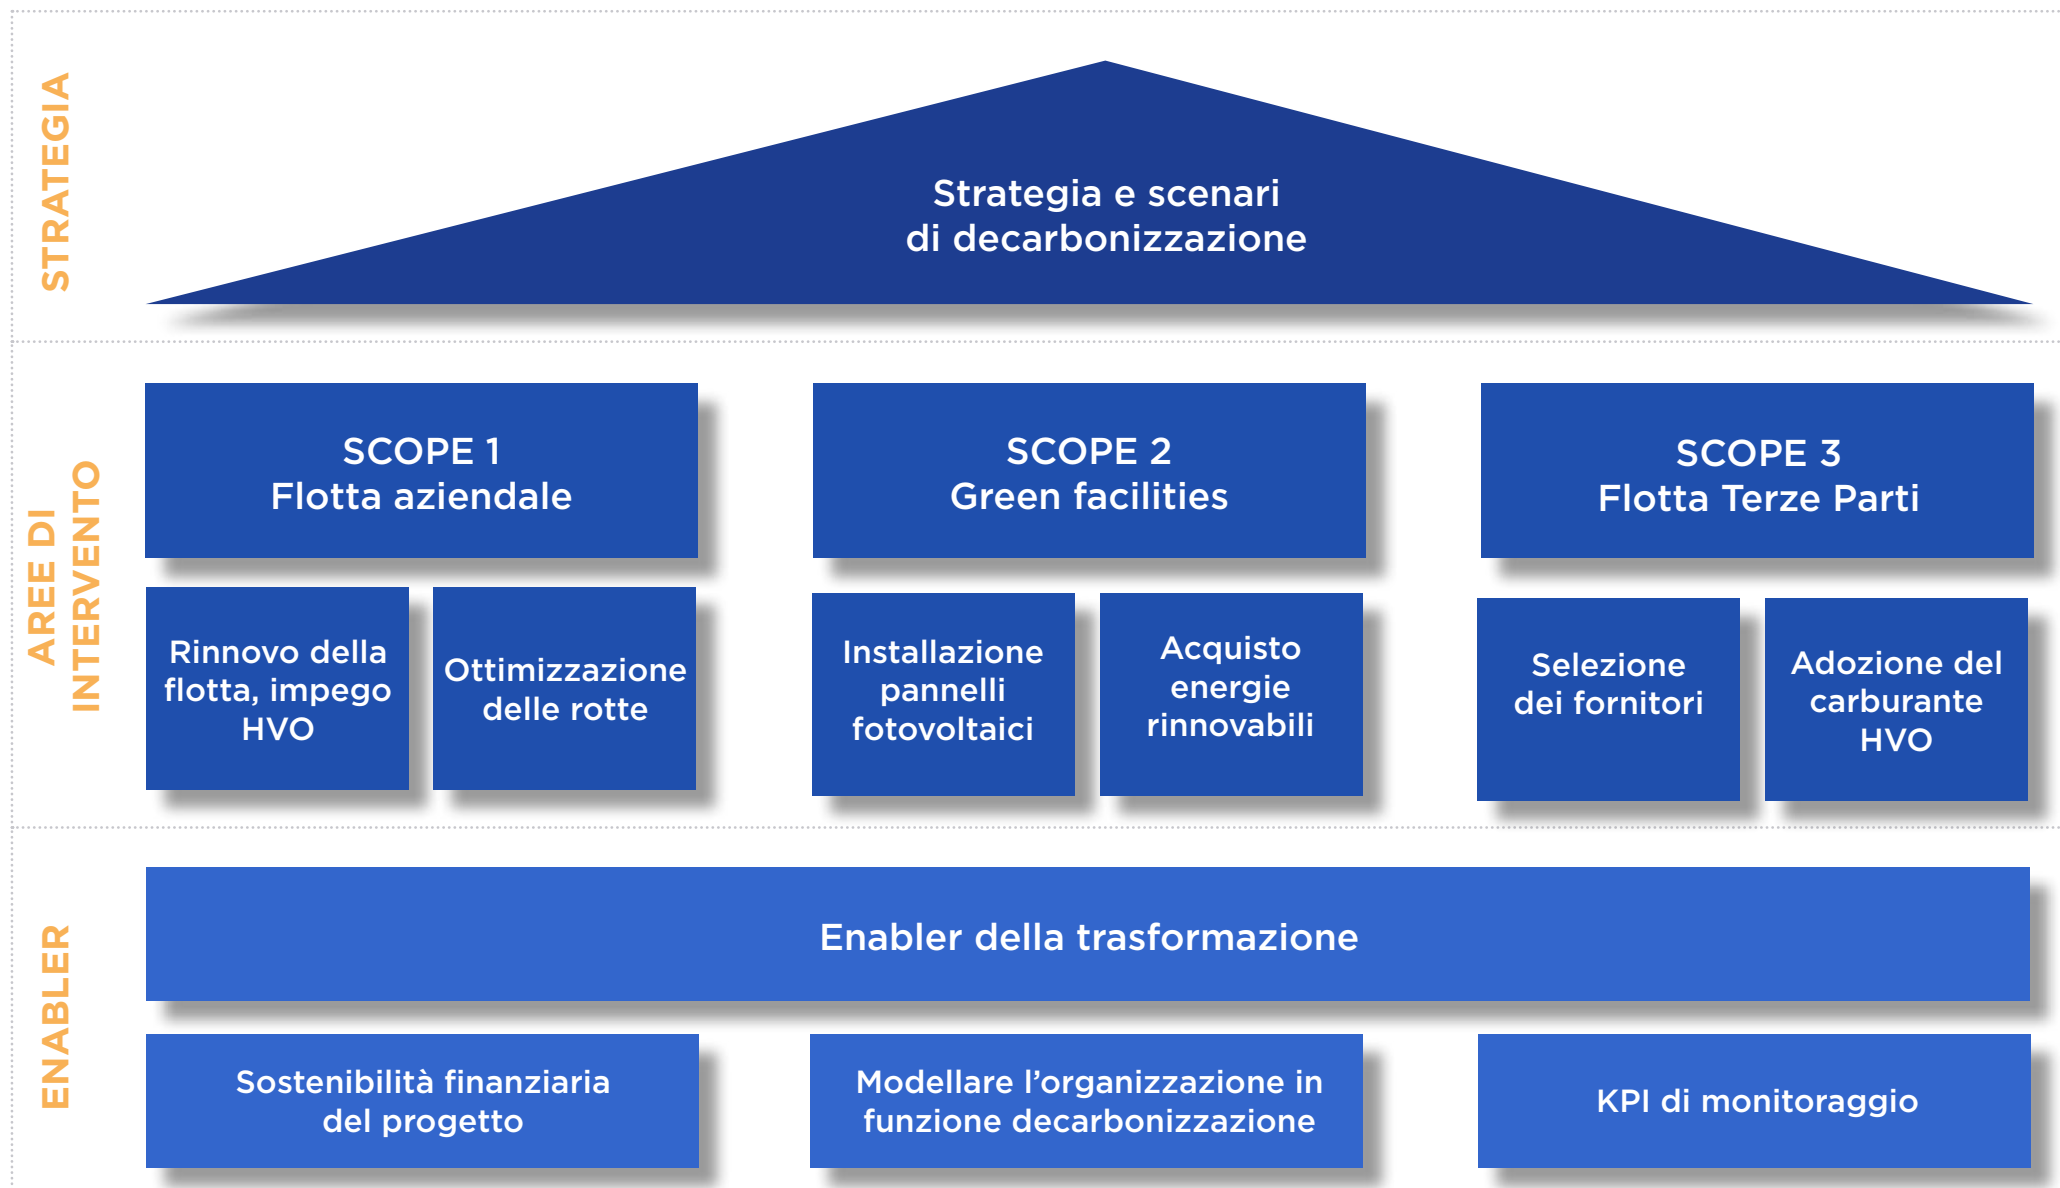 STRATEGIA
Strategia e scenari
di decarbonizzazione
AREE DI
INTERVENTO
SCOPE 1
Flotta aziendale
SCOPE 2
Green facilities
SCOPE 3
Flotta Terze Parti
Rinnovo della
flotta, impego
HVO
Ottimizzazione
delle rotte
Installazione
pannelli
fotovoltaici
Acquisto
energie
rinnovabili
Selezione
dei fornitori
Adozione del
carburante
HVO
ENABLER
Enabler della trasformazione
Sostenibilità finanziaria
del progetto
Modellare l’organizzazione in
funzione decarbonizzazione
KPI di monitoraggio